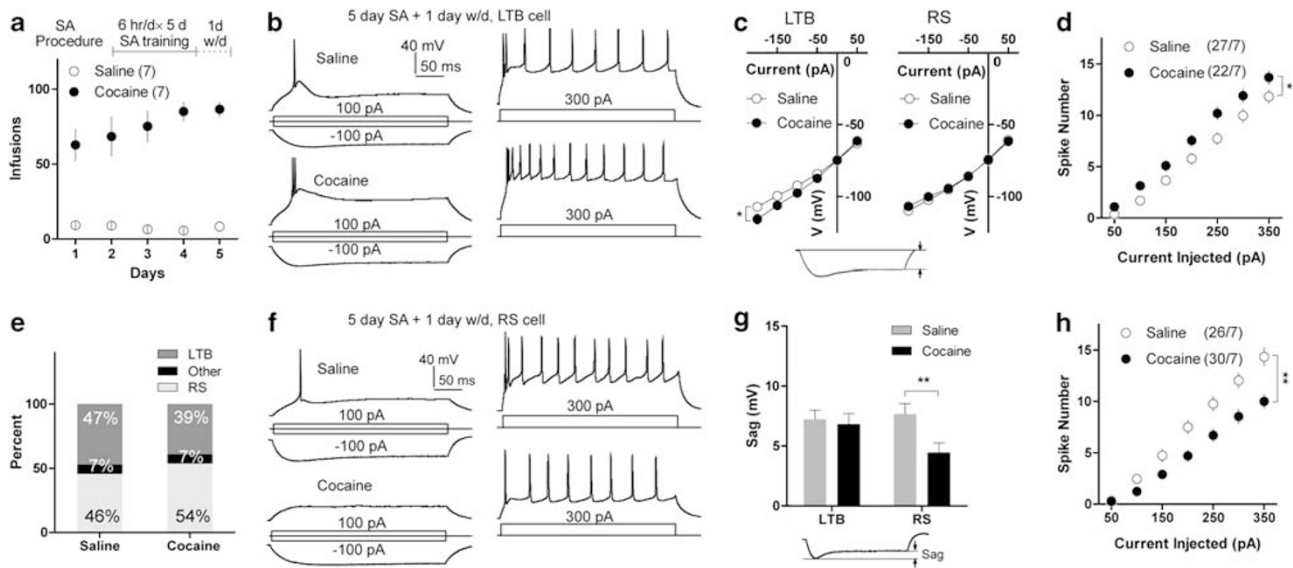 a
SA
Procedure
6 hr/d× 5 d
SA training
1d
w/d
Saline (7)
Cocaine (7)
100
50
0
Infusions
1 2 3 4 5
Days
b
5 day SA + 1 day w/d, LTB cell
Saline
40 mV
50 ms
100 pA
-100 pA
300 pA
Cocaine
100 pA
-100 pA
300 pA
c
LTB
RS
-150 -50 50
0
Current (pA)
Saline
Cocaine
-50
-100
V (mV)
*
-150 -50 50
0
Current (pA)
Saline
Cocaine
-50
-100
V (mV)
d
Saline (27/7)
Cocaine (22/7)
15
10
5
0
Spike Number
*
50 150 250 350
Current Injected (pA)
e
LTB
Other
RS
100
50
0
Percent
47%
7%
46%
39%
7%
54%
Saline Cocaine
f
5 day SA + 1 day w/d, RS cell
Saline
40 mV
50 ms
100 pA
-100 pA
300 pA
Cocaine
100 pA
-100 pA
300 pA
g
Saline
Cocaine
15
10
5
0
Sag (mV)
**
LTB RS
Sag
h
Saline (26/7)
Cocaine (30/7)
15
10
5
0
Spike Number
**
50 150 250 350
Current Injected (pA)